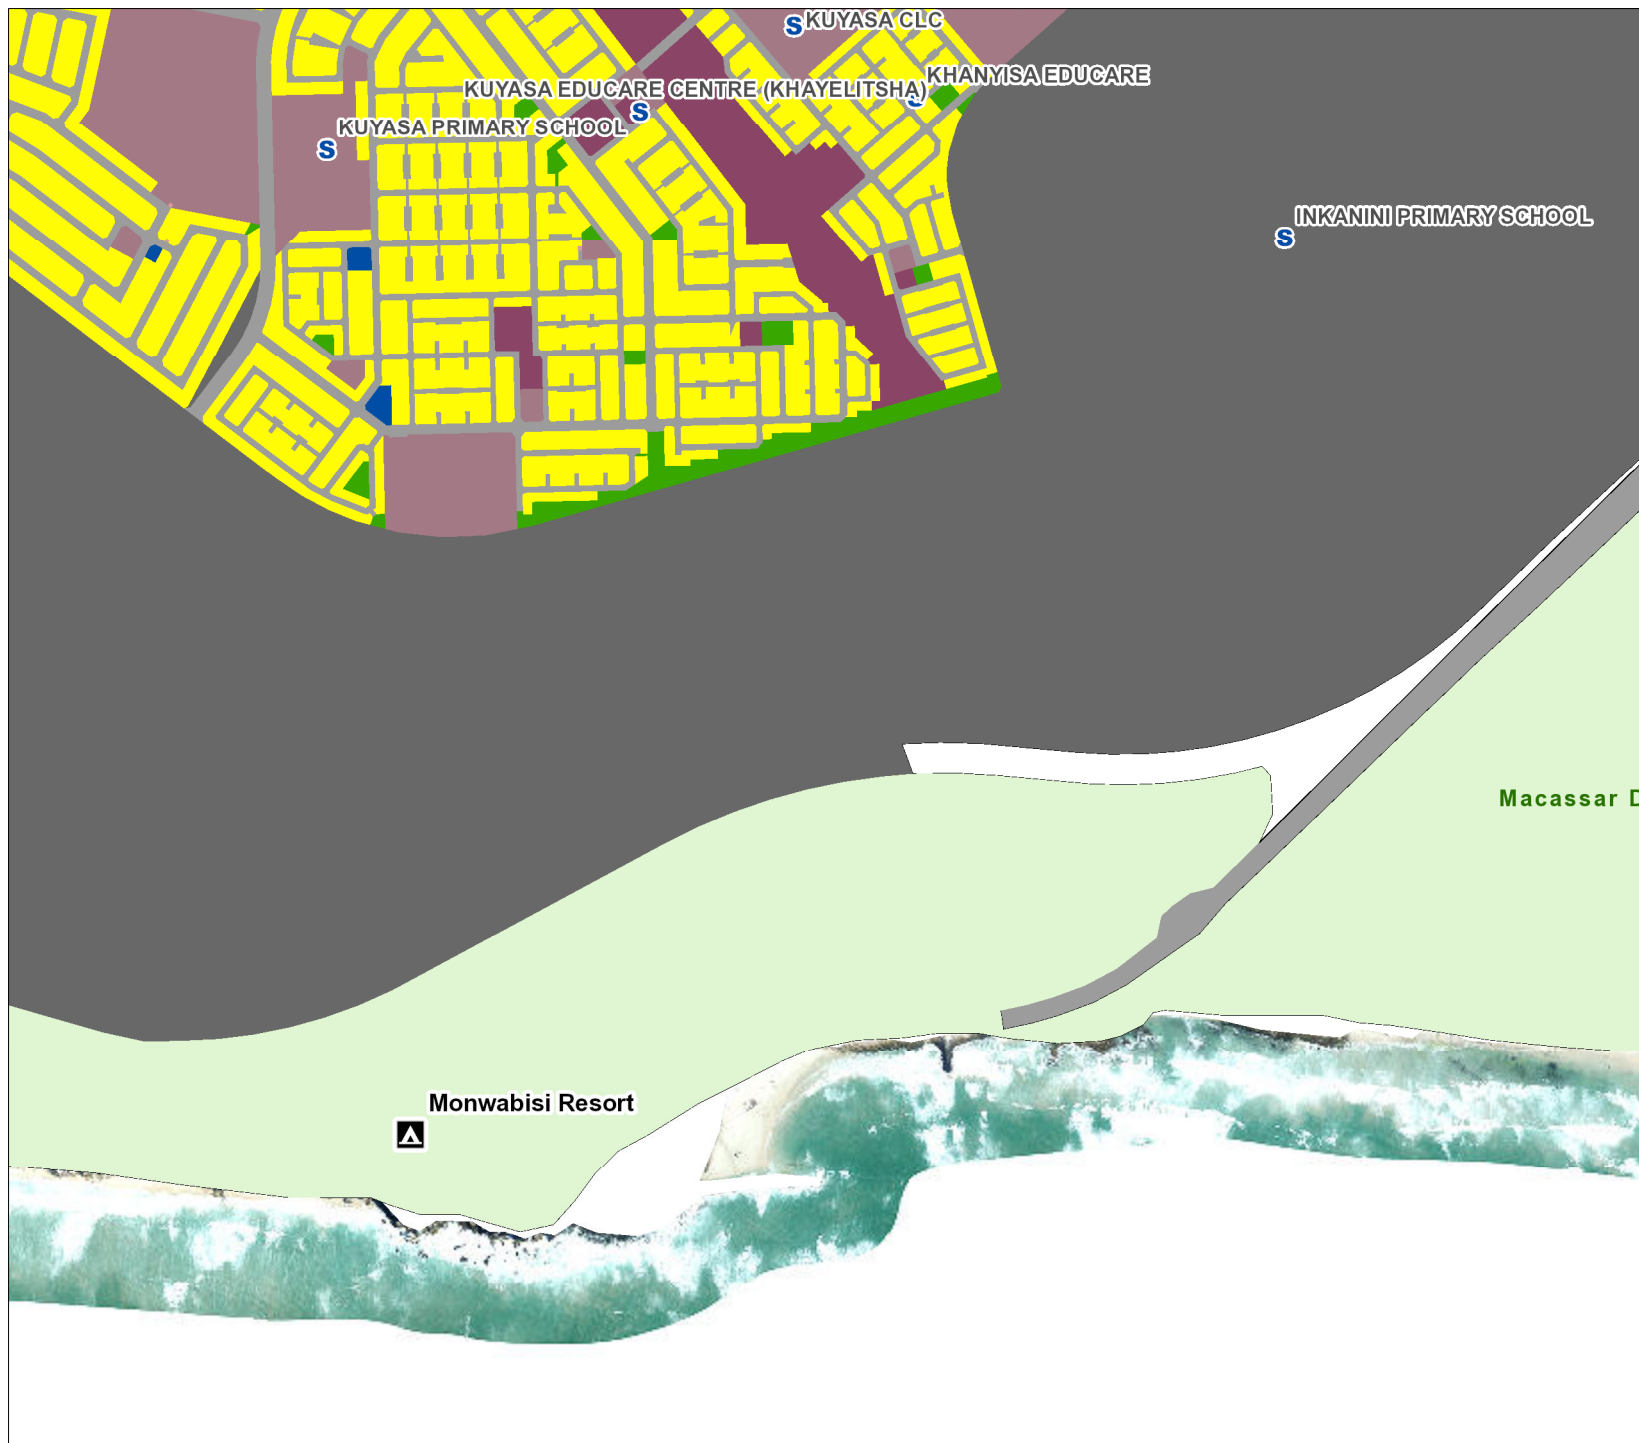 S KUYASA CLC
KHANYISA EDUCARE
S
KUYASA EDUCARE CENTRE (KHAYELITSHA)
S
KUYASA PRIMARY SCHOOL
S
INKANINI PRIMARY SCHOOL
S
Macassar D
Monwabisi Resort